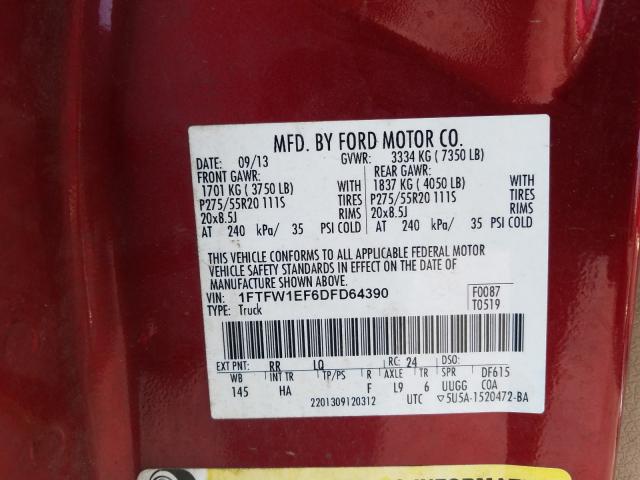 MFD. BY FORD MOTOR CO.
DATE: 09/13 GVWR: 3334 KG ( 7350 LB)
FRONT GAWR: REAR GAWR:
1701 KG ( 3750 LB) WITH 1837 KG ( 4050 LB) WITH
P275/55R20 111S TIRES P275/55R20 111S TIRES
20x8.5J RIMS 20x8.5J RIMS
AT 240 kPa/ 35 PSI COLD AT 240 kPa/ 35 PSI COLD
THIS VEHICLE CONFORMS TO ALL APPLICABLE FEDERAL MOTOR
VEHICLE SAFETY STANDARDS IN EFFECT ON THE DATE OF
MANUFACTURE SHOWN ABOVE.
VIN: 1FTFW1EF6DFD64390 F0087
TYPE: Truck T0519
EXT PNT: RR LQ RC: 24 DSO:
WB INT TR TP/PS R AXLE TR SPR DF615
145 HA F L9 6 UUGG COA
2201309120312 UTC ▽5U5A-1520472-BA